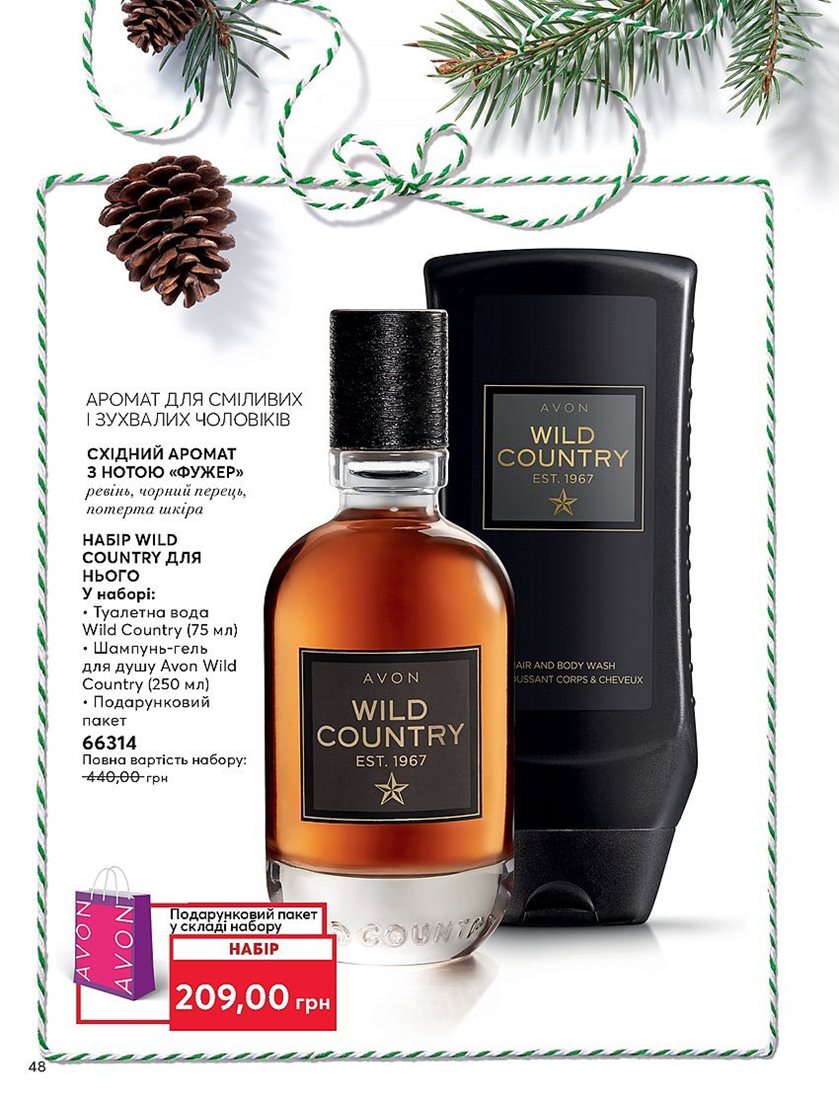 АРОМАТ ДЛЯ СМІЛИВИХ
І ЗУХВАЛИХ ЧОЛОВІКІВ
СХІДНИЙ АРОМАТ
З НОТОЮ «ФУЖЕР»
ревінь, чорний перець,
потерта шкіра
НАБІР WILD
COUNTRY ДЛЯ
НЬОГО
У наборі:
• Туалетна вода
Wild Country (75 мл)
• Шампунь-гель
для душу Avon Wild
Country (250 мл)
• Подарунковий
пакет
66314
Повна вартість набору:
440,00 грн
AVON
WILD
COUNTRY
EST. 1967
AIR AND BODY WASH
OUSSANT CORPS & CHEVEUX
AVON
WILD
COUNTRY
EST. 1967
D COUNT
AVON
AVON
Подарунковий пакет
у складі набору
НАБІР
209,00 грн
48